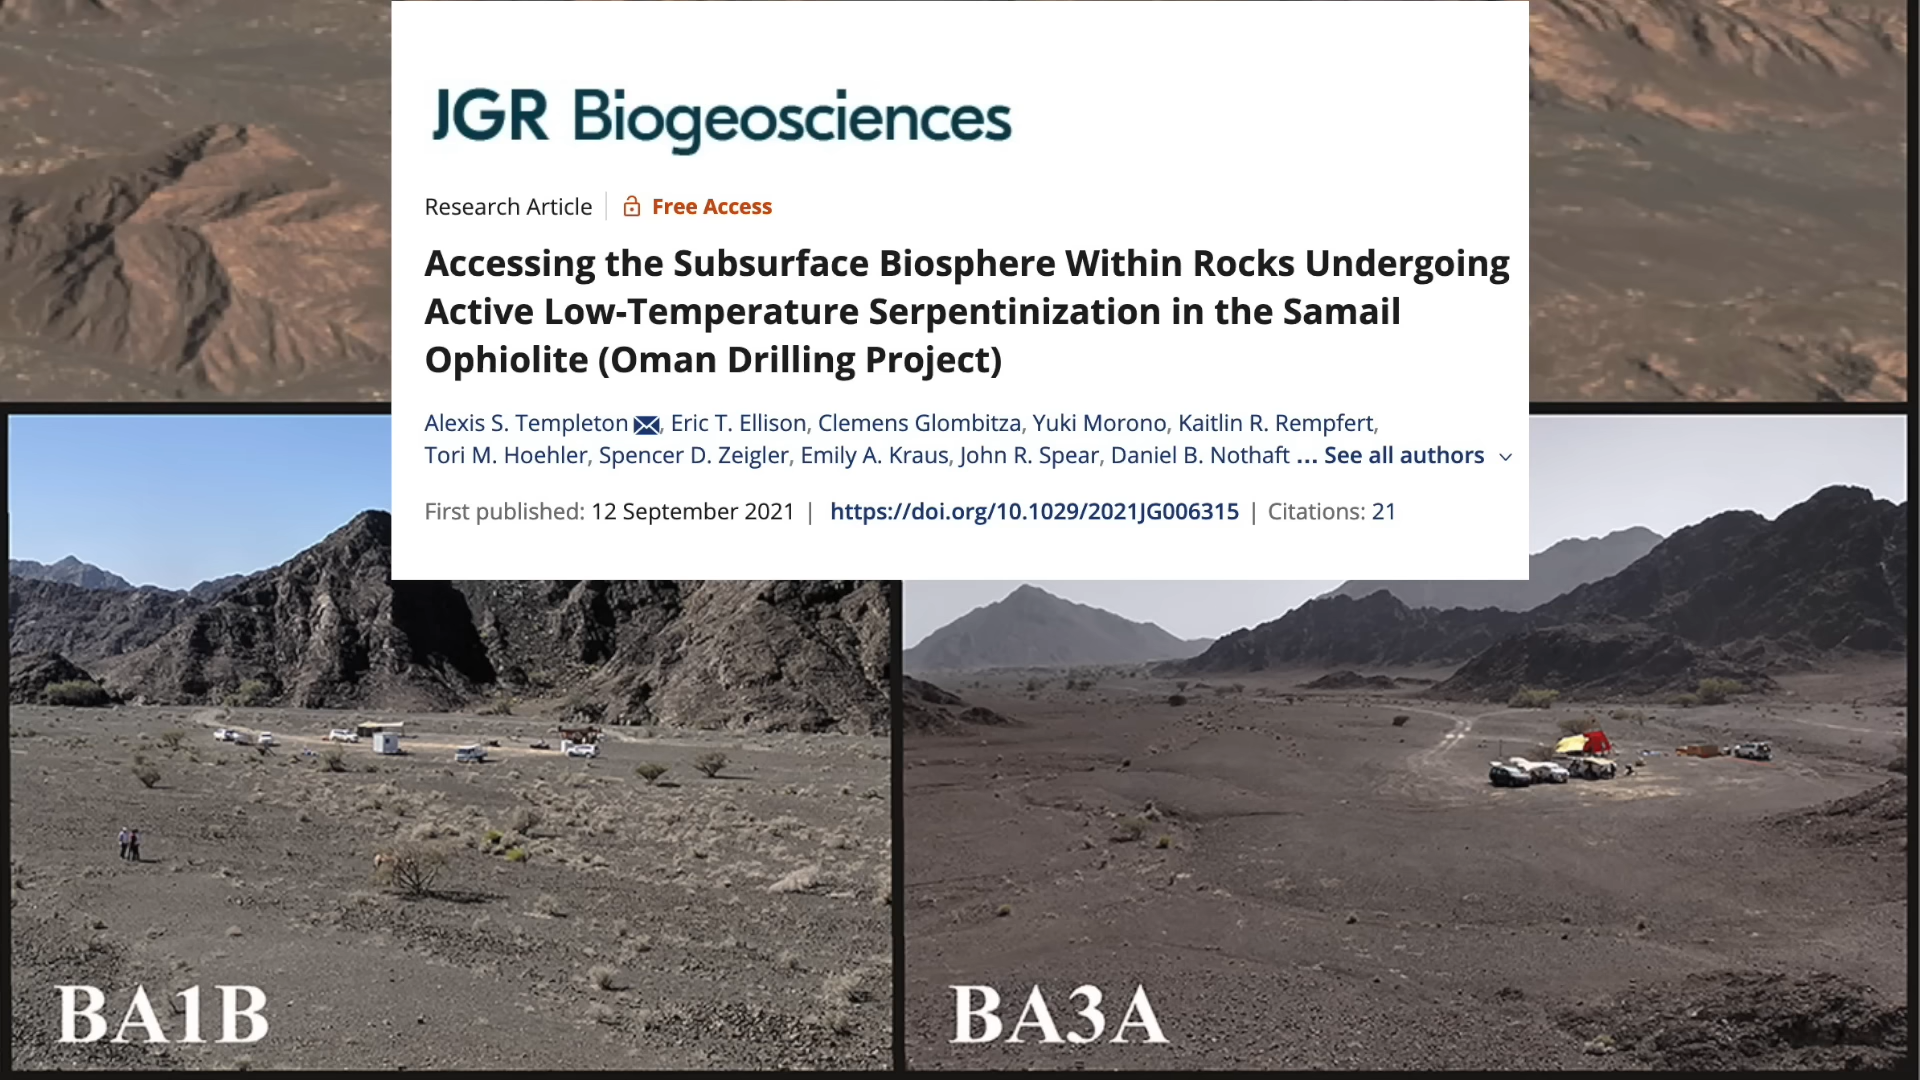 JGR Biogeosciences
Research Article | Free Access
Accessing the Subsurface Biosphere Within Rocks Undergoing
Active Low-Temperature Serpentinization in the Samail
Ophiolite (Oman Drilling Project)
Alexis S. Templeton, Eric T. Ellison, Clemens Glombitza, Yuki Morono, Kaitlin R. Rempfert,
Tori M. Hoehler, Spencer D. Zeigler, Emily A. Kraus, John R. Spear, Daniel B. Nothaft ... See all authors
First published: 12 September 2021 | https://doi.org/10.1029/2021JG006315 | Citations: 21
BA1B
BA3A